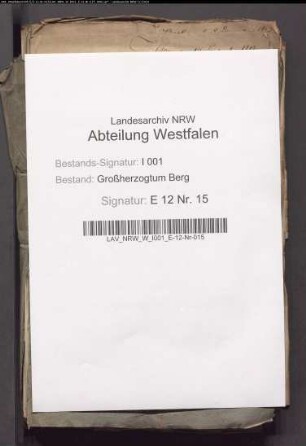 Landesarchiv NRW
Abteilung Westfalen
Bestands-Signatur: I 001
Bestand: Großherzogtum Berg
Signatur: E 12 Nr. 15
LAV_NRW_W_I001_E-12-Nr-015